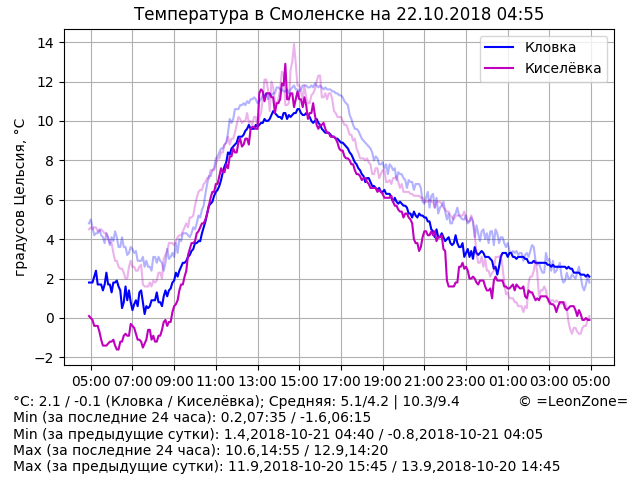 Температура в Смоленске на 22.10.2018 04:55
Кловка
Киселёвка
градусов Цельсия, °C
14
12
10
8
6
4
2
0
−2
05:00 07:00 09:00 11:00 13:00 15:00 17:00 19:00 21:00 23:00 01:00 03:00 05:00
°C: 2.1 / -0.1 (Кловка / Киселёвка); Средняя: 5.1/4.2 | 10.3/9.4 © =LeonZone=
Min (за последние 24 часа): 0.2,07:35 / -1.6,06:15
Min (за предыдущие сутки): 1.4,2018-10-21 04:40 / -0.8,2018-10-21 04:05
Max (за последние 24 часа): 10.6,14:55 / 12.9,14:20
Max (за предыдущие сутки): 11.9,2018-10-20 15:45 / 13.9,2018-10-20 14:45